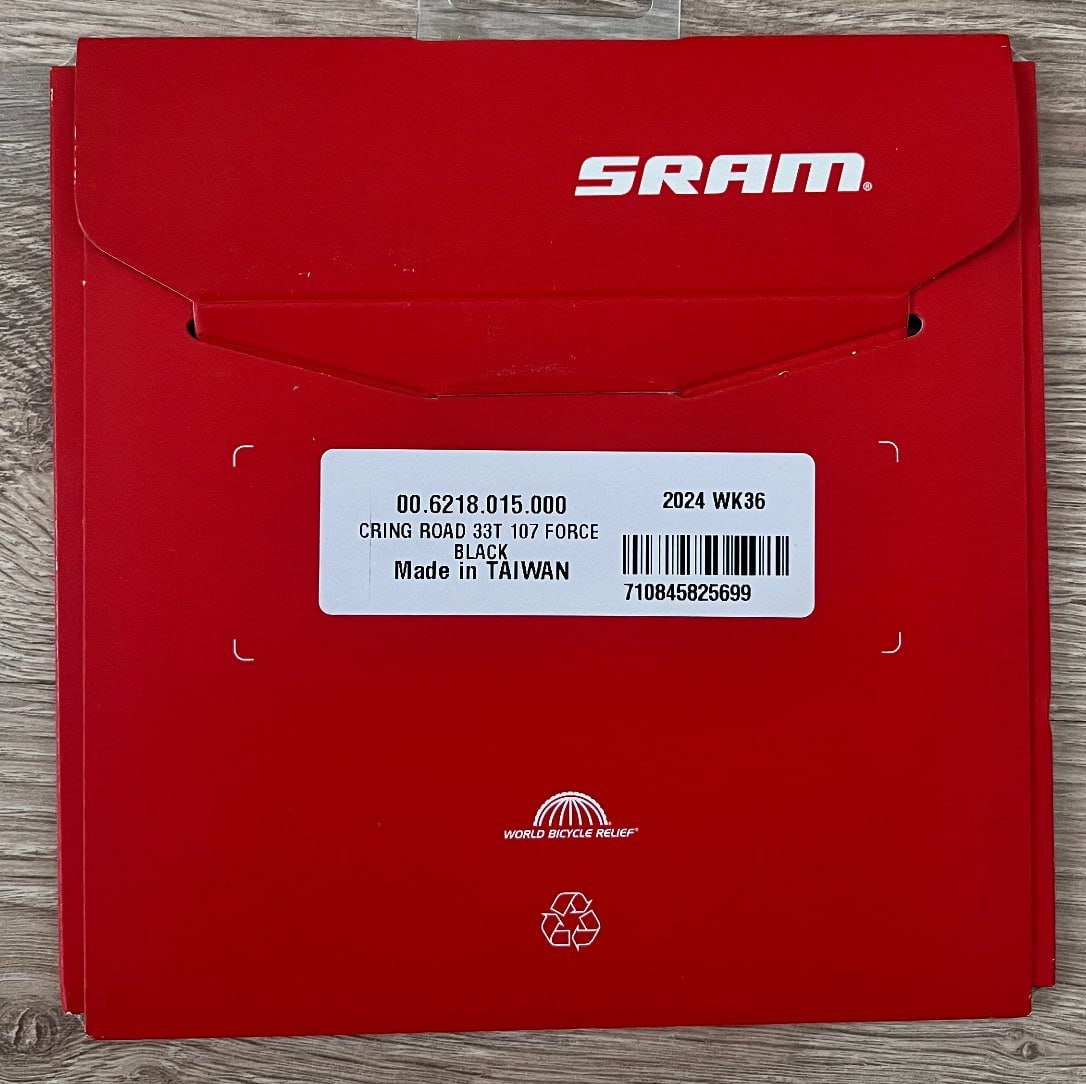 SRAM®
00.6218.015.000
CRING ROAD 33T 107 FORCE
BLACK
Made in TAIWAN
2024 WK36
710845825699
WORLD BICYCLE RELIEF®